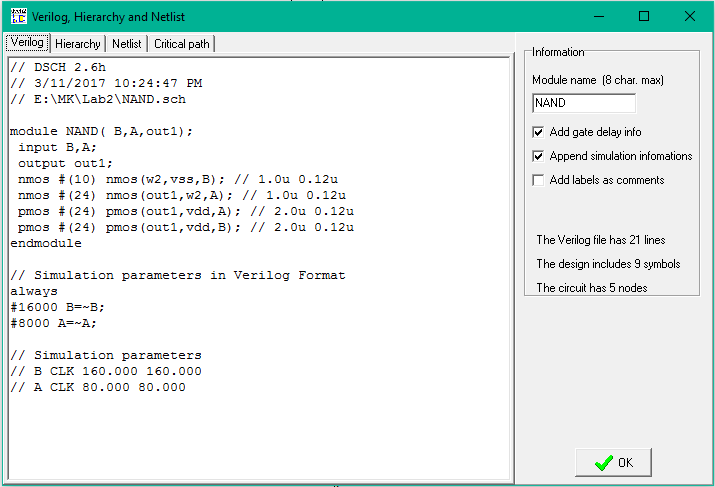 Verilog, Hierarchy and Netlist
Verilog Hierarchy Netlist Critical path
// DSCH 2.6h
// 3/11/2017 10:24:47 PM
// E:\MK\Lab2\NAND.sch
module NAND( B,A,out1);
input B,A;
output out1;
nmos #(10) nmos(w2,vss,B); // 1.0u 0.12u
nmos #(24) nmos(out1,w2,A); // 1.0u 0.12u
pmos #(24) pmos(out1,vdd,A); // 2.0u 0.12u
pmos #(24) pmos(out1,vdd,B); // 2.0u 0.12u
endmodule
// Simulation parameters in Verilog Format
always
#16000 B=~B;
#8000 A=~A;
// Simulation parameters
// B CLK 160.000 160.000
// A CLK 80.000 80.000
Information
Module name (8 char. max)
NAND
Add gate delay info
Append simulation infomations
Add labels as comments
The Verilog file has 21 lines
The design includes 9 symbols
The circuit has 5 nodes
OK